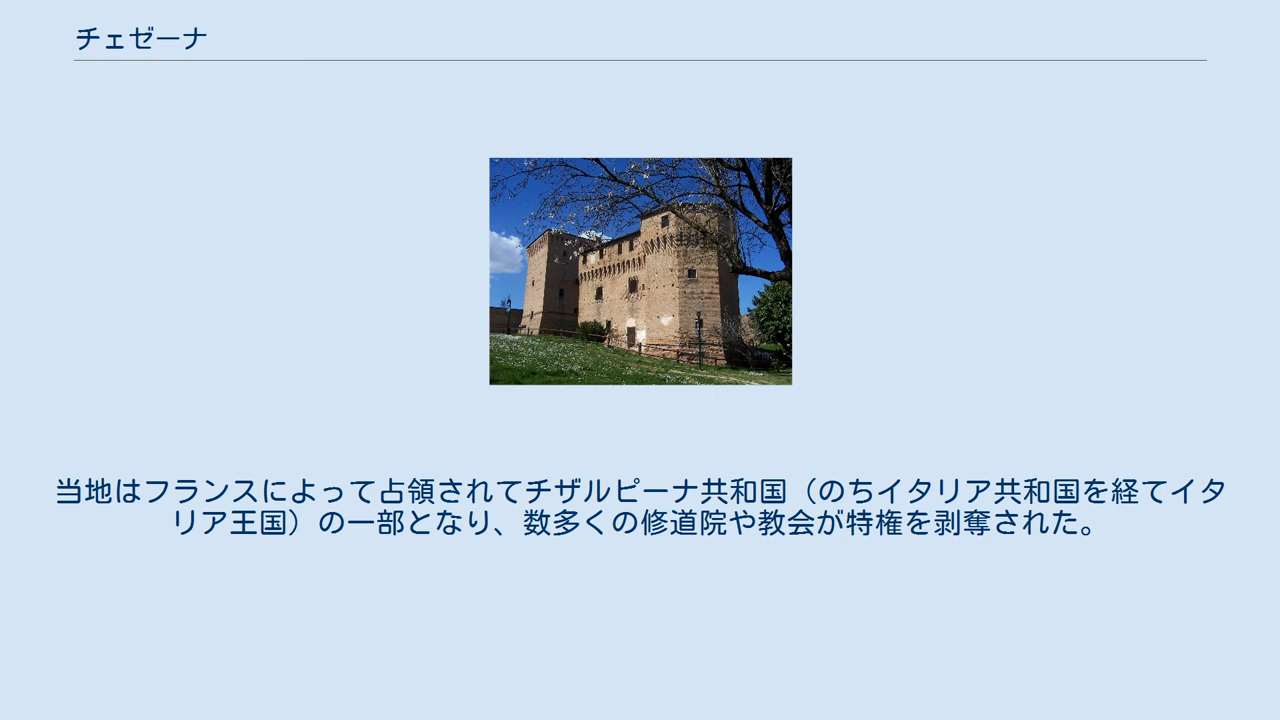 チェゼーナ
当地はフランスによって占領されてチザルピーナ共和国（のちイタリア共和国を経てイタ
リア王国）の一部となり、数多くの修道院や教会が特権を剥奪された。